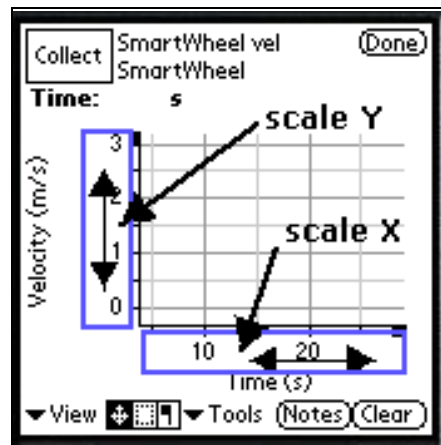 Collect
SmartWheel vel
(Done)
SmartWheel
Time: s
scale Y
3
2
Velocity (m/s)
scale X
1
0
10 20
Time (s)
View
Tools
(Notes)
(Clear)